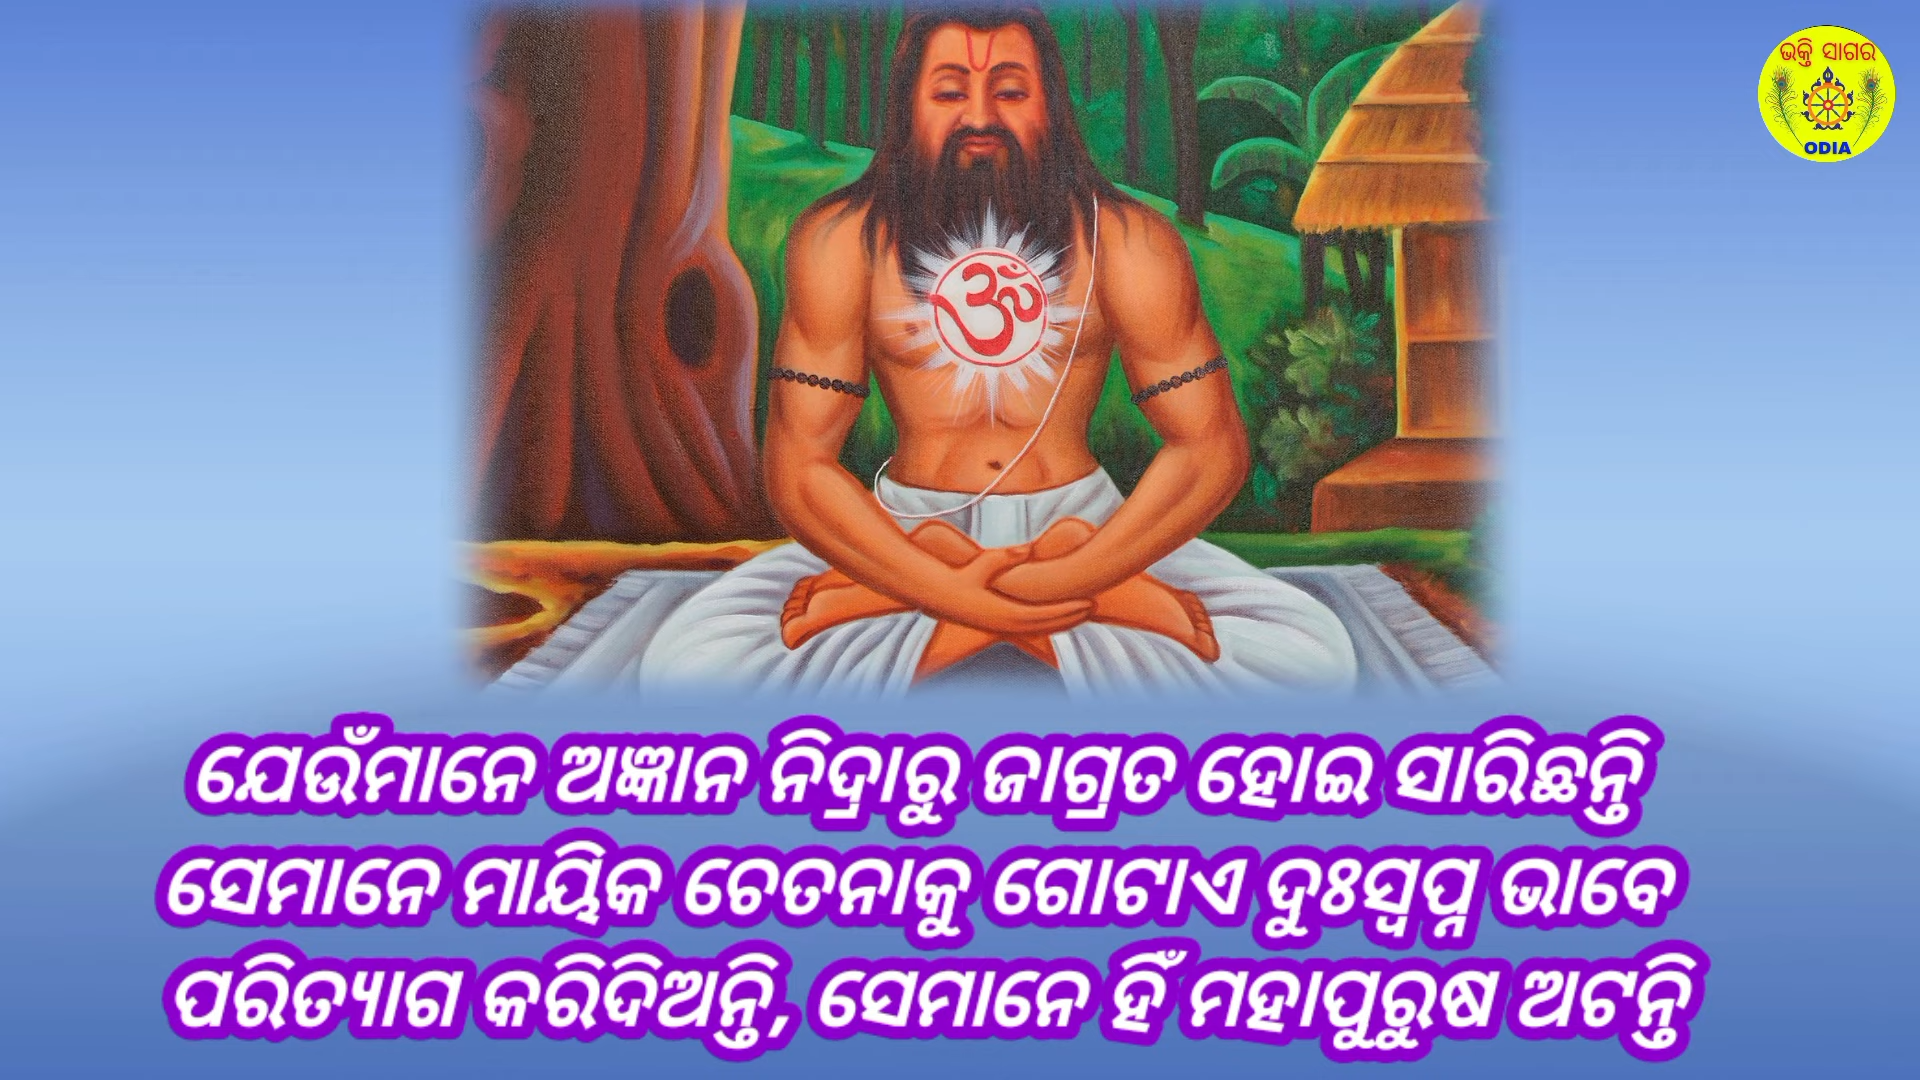 ଭକ୍ତି ସାଗର
ODIA
ଯେଉଁମାନେ ଅଜ୍ଞାନ ନିଦ୍ରାରୁ ଜାଗ୍ରତ ହୋଇ ସାରିଛନ୍ତି
ସେମାନେ ମାୟିକ ଚେତନାକୁ ଗୋଟାଏ ଦୁଃସ୍ୱପ୍ନ ଭାବେ
ପରିତ୍ୟାଗ କରିଦିଅନ୍ତି, ସେମାନେ ହିଁ ମହାପୁରୁଷ ଅଟନ୍ତି